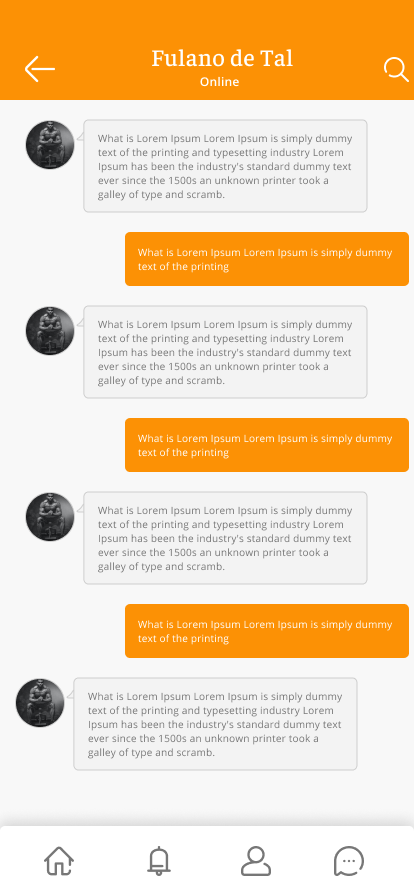 Fulano de Tal
Online
What is Lorem Ipsum Lorem Ipsum is simply dummy
text of the printing and typesetting industry Lorem
Ipsum has been the industry's standard dummy text
ever since the 1500s an unknown printer took a
galley of type and scramb.
What is Lorem Ipsum Lorem Ipsum is simply dummy
text of the printing
What is Lorem Ipsum Lorem Ipsum is simply dummy
text of the printing and typesetting industry Lorem
Ipsum has been the industry's standard dummy text
ever since the 1500s an unknown printer took a
galley of type and scramb.
What is Lorem Ipsum Lorem Ipsum is simply dummy
text of the printing
What is Lorem Ipsum Lorem Ipsum is simply dummy
text of the printing and typesetting industry Lorem
Ipsum has been the industry's standard dummy text
ever since the 1500s an unknown printer took a
galley of type and scramb.
What is Lorem Ipsum Lorem Ipsum is simply dummy
text of the printing
What is Lorem Ipsum Lorem Ipsum is simply dummy
text of the printing and typesetting industry Lorem
Ipsum has been the industry's standard dummy text
ever since the 1500s an unknown printer took a
galley of type and scramb.